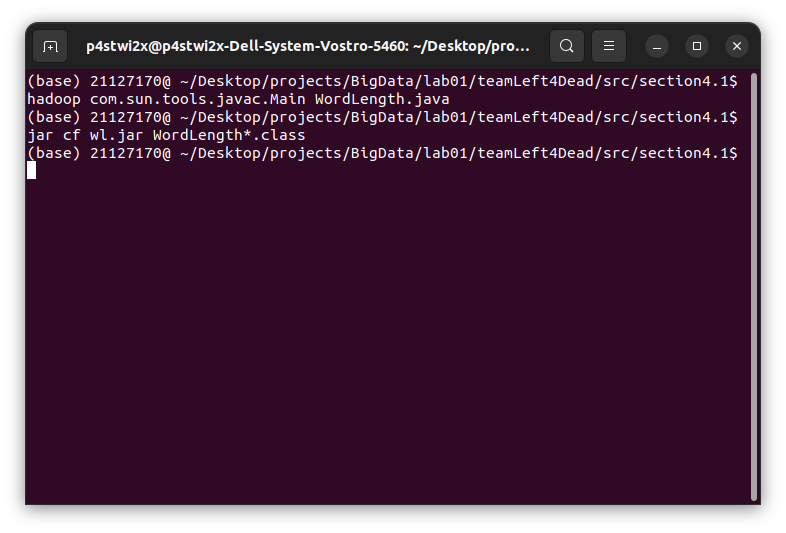 p4stwi2x@p4stwi2x-Dell-System-Vostro-5460: ~/Desktop/pro...
(base) 21127170@ ~/Desktop/projects/BigData/lab01/teamLeft4Dead/src/section4.1$
hadoop com.sun.tools.javac.Main WordLength.java
(base) 21127170@ ~/Desktop/projects/BigData/lab01/teamLeft4Dead/src/section4.1$
jar cf wl.jar WordLength*.class
(base) 21127170@ ~/Desktop/projects/BigData/lab01/teamLeft4Dead/src/section4.1$